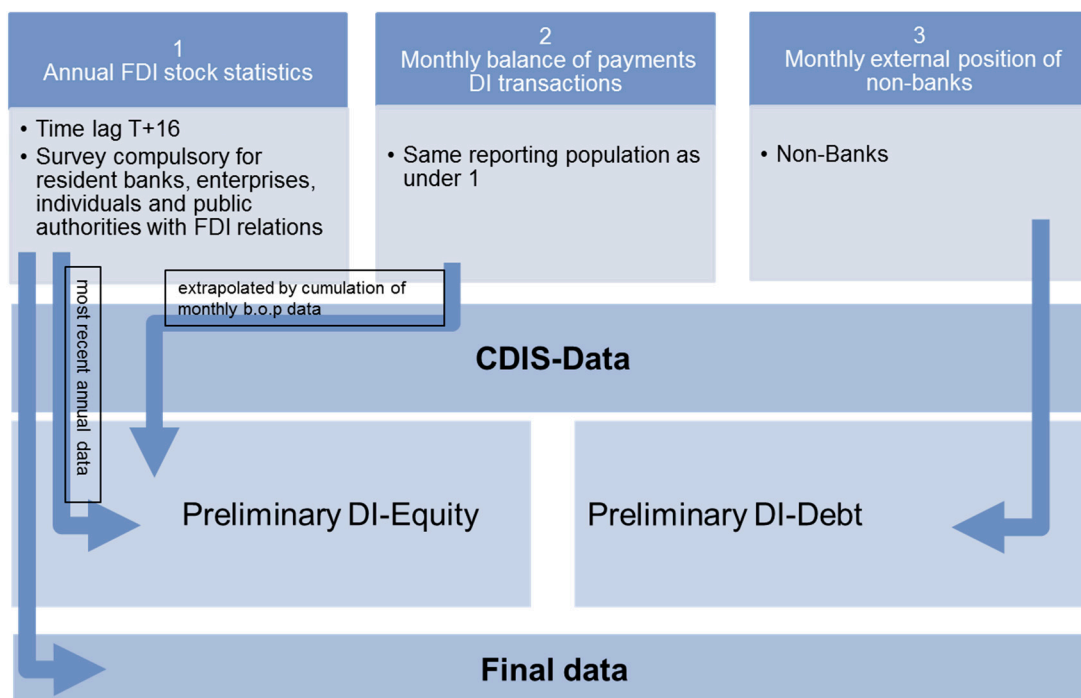 1
Annual FDI stock statistics
• Time lag T+16
• Survey compulsory for
resident banks, enterprises,
individuals and public
authorities with FDI relations
2
Monthly balance of payments
DI transactions
• Same reporting population as
under 1
3
Monthly external position of
non-banks
• Non-Banks
most recent annual data
extrapolated by cumulation of
monthly b.o.p data
CDIS-Data
Preliminary DI-Equity
Preliminary DI-Debt
Final data